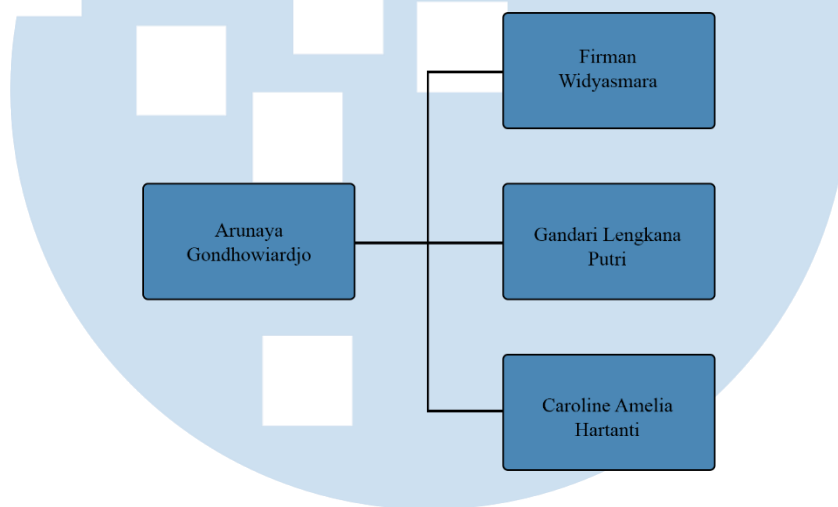 Firman
Widyasmara
Arunaya
Gondhowiardjo
Gandari Lengkana
Putri
Caroline Amelia
Hartanti